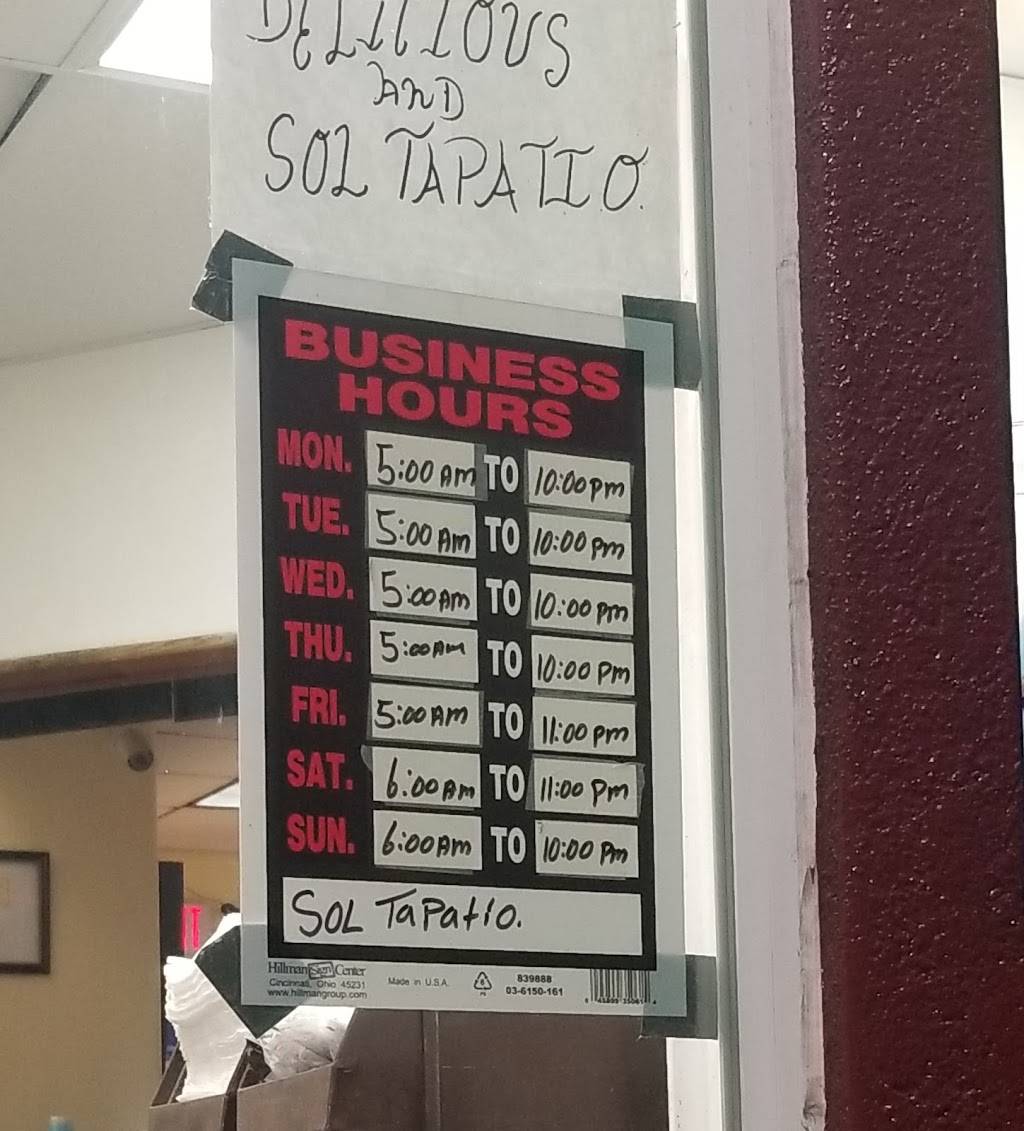 DELICIOUS
AND
SOL TAPATIO.
BUSINESS
HOURS
MON. 5:00 AM TO 10:00 pm
TUE. 5:00 Am TO 10:00 pm
WED. 5:00 Am TO 10:00 pm
THU. 5:00 Am TO 10:00 Pm
FRI. 5:00 AM TO 11:00 pm
SAT. 6:00 Am TO 11:00 Pm
SUN. 6:00 Am TO 10:00 Pm
SOL TaPatio.
Hillman Sign Center
Cincinnati, Ohio 45231
www.hillmangroup.com
Made in U.S.A.
6
PS
839888
03-6150-161
IT